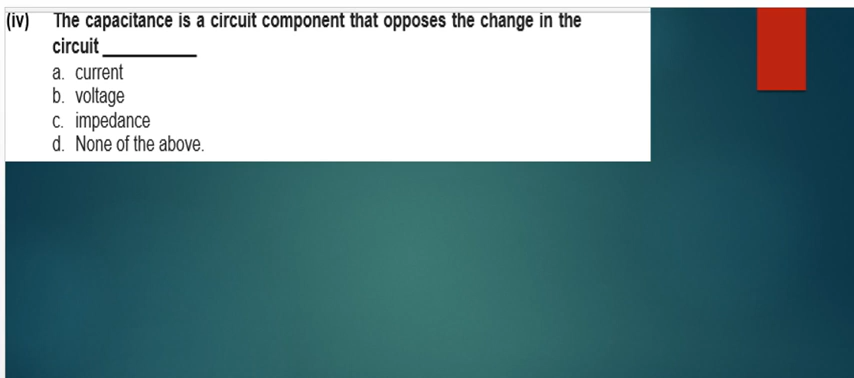 (iv) The capacitance is a circuit component that opposes the change in the
circuit __________
a. current
b. voltage
c. impedance
d. None of the above.